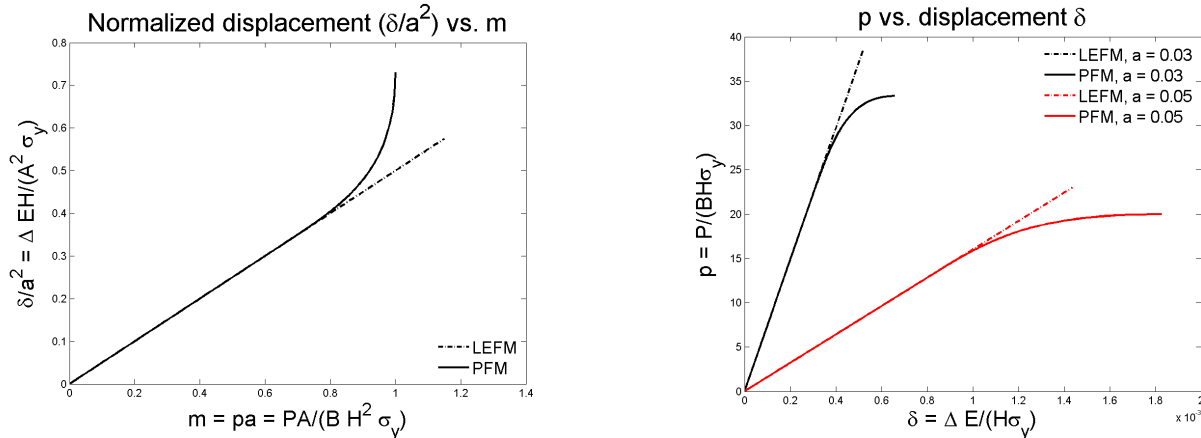 Normalized displacement (δ/a²) vs. m
0.8
0.7
0.6
0.5
0.4
0.3
0.2
0.1
0
δ/a² = Δ EH/(A² σy)
LEFM
PFM
0 0.2 0.4 0.6 0.8 1 1.2 1.4
m = pa = PA/(B H² σy)
p vs. displacement δ
40
35
30
25
20
15
10
5
0
p = P/(BHσy)
LEFM, a = 0.03
PFM, a = 0.03
LEFM, a = 0.05
PFM, a = 0.05
0 0.2 0.4 0.6 0.8 1 1.2 1.4 1.6 1.8 2
x 10⁻³
δ = Δ E/(Hσy)